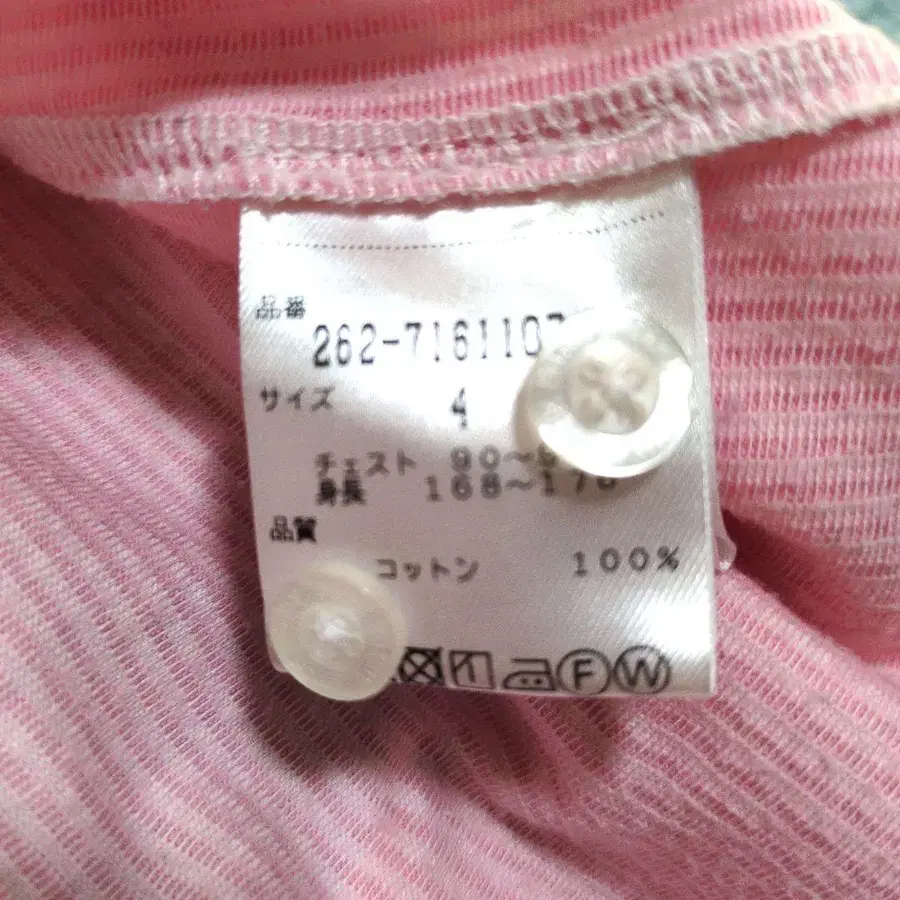 品番
262-716110
サイズ 4
チェスト 90～
身長 168～17
品質
コットン 100%
F W